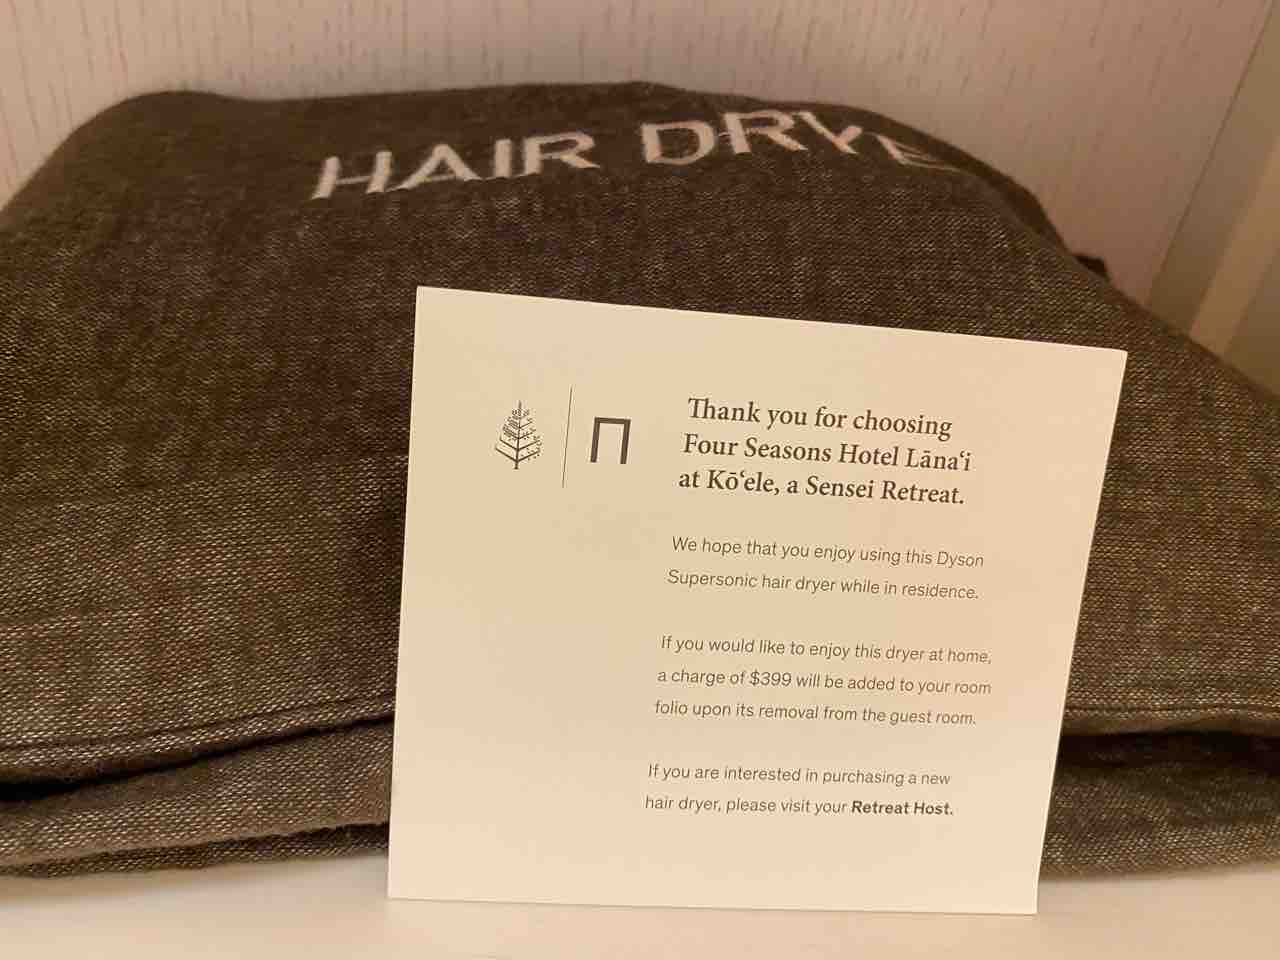 HAIR DRYE
Thank you for choosing
Four Seasons Hotel Lānaʻi
at Kōʻele, a Sensei Retreat.
We hope that you enjoy using this Dyson
Supersonic hair dryer while in residence.
If you would like to enjoy this dryer at home,
a charge of $399 will be added to your room
folio upon its removal from the guest room.
If you are interested in purchasing a new
hair dryer, please visit your Retreat Host.